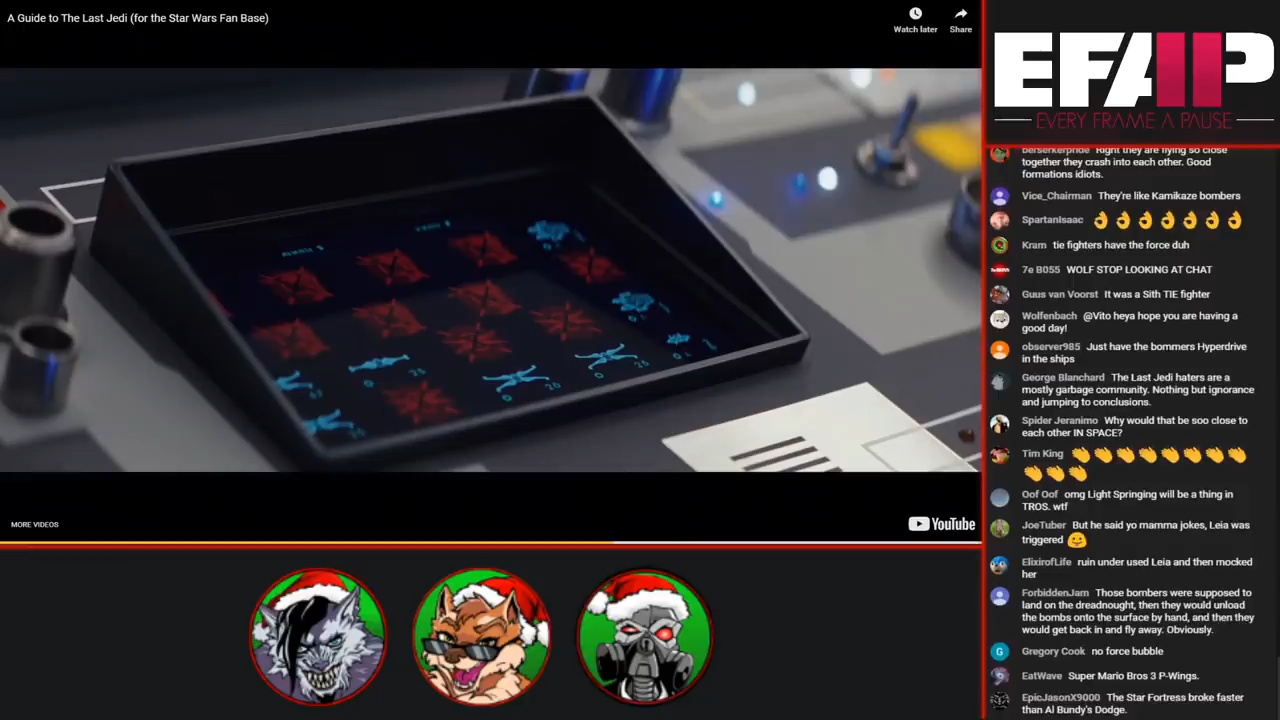 A Guide to The Last Jedi (for the Star Wars Fan Base)
Watch later
Share
MORE VIDEOS
YouTube
EFAP
EVERY FRAME A PAUSE
berserkerpride Right they are flying so close
together they crash into each other. Good
formations idiots.
Vice_Chairman They're like Kamikaze bombers
SpartanIsaac
Kram tie fighters have the force duh
7e B055 WOLF STOP LOOKING AT CHAT
Guus van Voorst It was a Sith TIE fighter
Wolfenbach @Vito heya hope you are having a
good day!
observer985 Just have the bommers Hyperdrive
in the ships
George Blanchard The Last Jedi haters are a
mostly garbage community. Nothing but ignorance
and jumping to conclusions.
Spider Jeranimo Why would that be soo close to
each other IN SPACE?
Tim King
Oof Oof omg Light Springing will be a thing in
TROS. wtf
JoeTuber But he said yo mamma jokes, Leia was
triggered
ElixirofLife ruin under used Leia and then mocked
her
ForbiddenJam Those bombers were supposed to
land on the dreadnought, then they would unload
the bombs onto the surface by hand, and then they
would get back in and fly away. Obviously.
G
Gregory Cook no force bubble
EatWave Super Mario Bros 3 P-Wings.
EpicJasonX9000 The Star Fortress broke faster
than Al Bundy's Dodge.